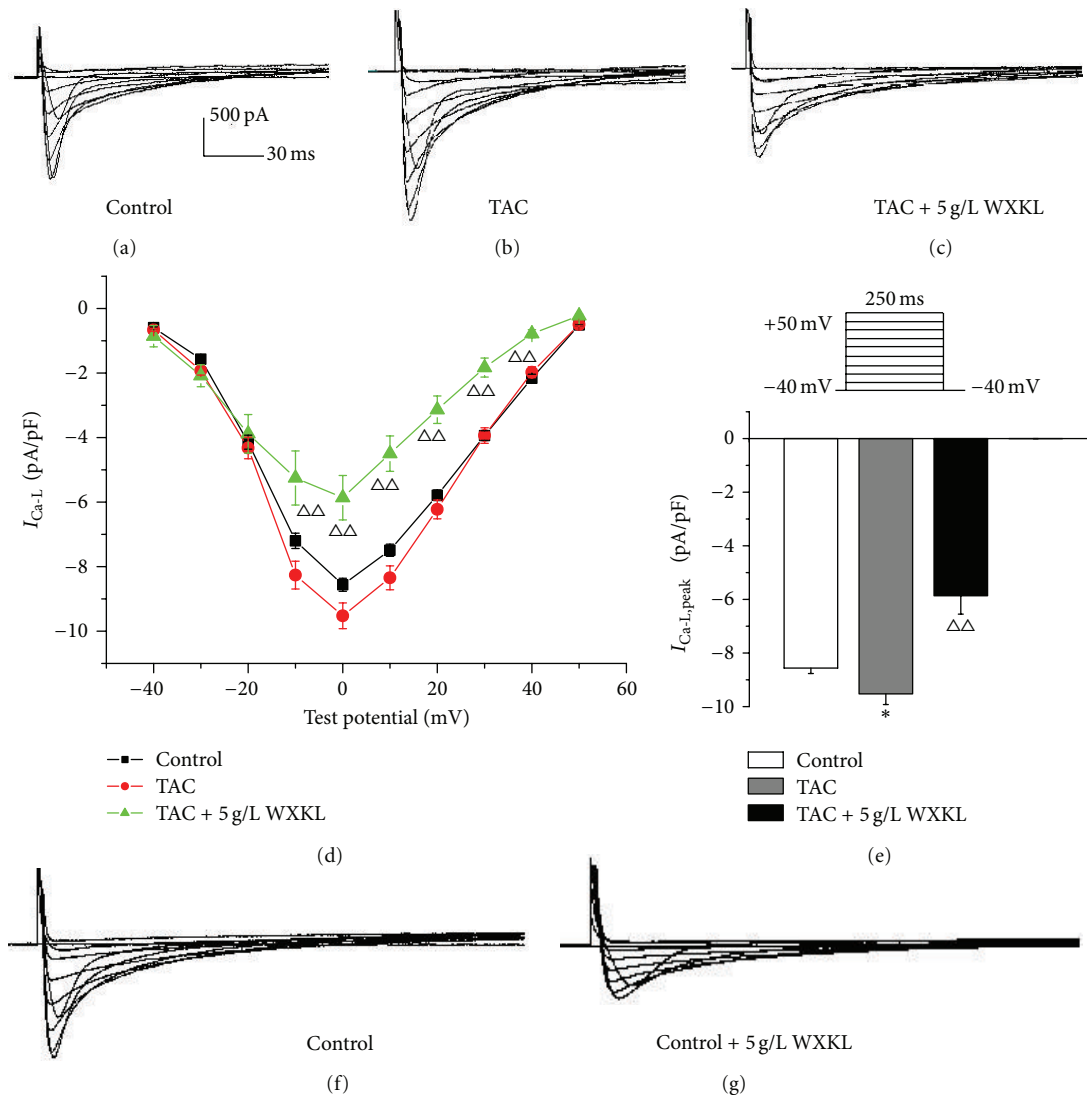 500 pA
30 ms
Control
TAC
TAC + 5 g/L WXKL
(a)
(b)
(c)
0
−2
−4
−6
−8
−10
I Ca-L (pA/pF)
△△
△△
△△
△△
△△
△△
−40
−20
0
20
40
60
Test potential (mV)
Control
TAC
TAC + 5 g/L WXKL
(d)
250 ms
+50 mV
−40 mV
−40 mV
0
−2
−4
−6
−8
−10
I Ca-L,peak (pA/pF)
*
△△
Control
TAC
TAC + 5 g/L WXKL
(e)
Control
Control + 5 g/L WXKL
(f)
(g)